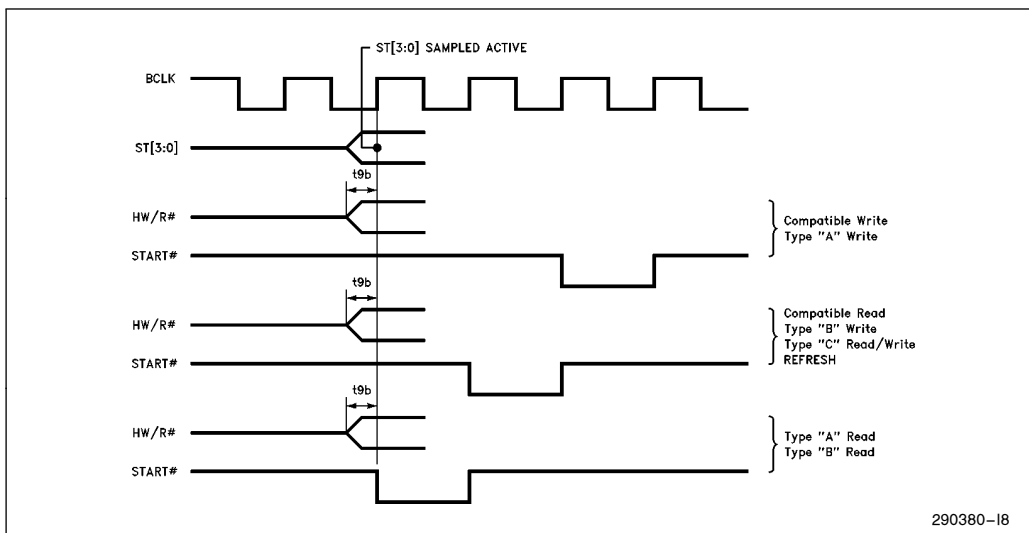 ST[3:0] SAMPLED ACTIVE
BCLK
ST[3:0]
t9b
HW/R#
START#
Compatible Write
Type "A" Write
t9b
HW/R#
START#
Compatible Read
Type "B" Write
Type "C" Read/Write
REFRESH
t9b
HW/R#
START#
Type "A" Read
Type "B" Read
290380–I8